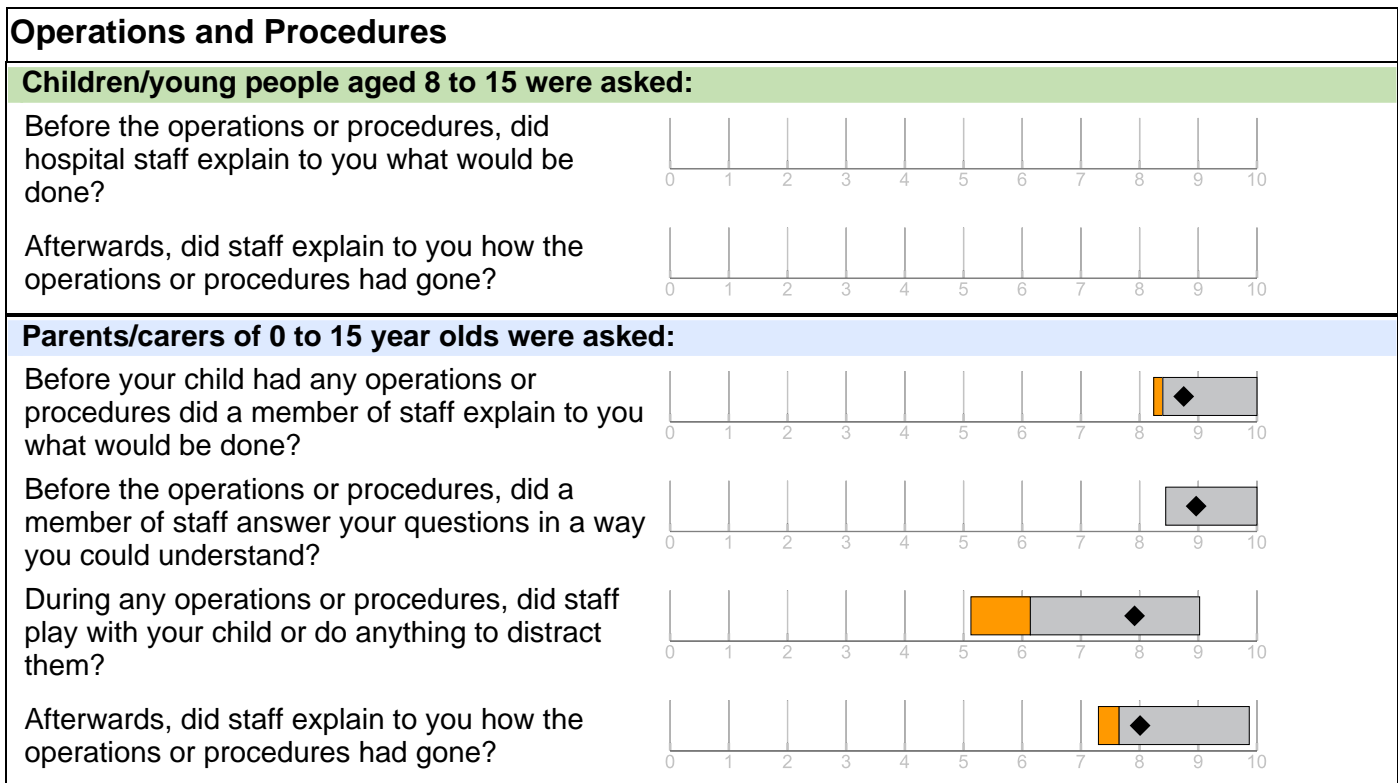 Operations and Procedures
Children/young people aged 8 to 15 were asked:
Before the operations or procedures, did
hospital staff explain to you what would be
done?
0 1 2 3 4 5 6 7 8 9 10
Afterwards, did staff explain to you how the
operations or procedures had gone?
0 1 2 3 4 5 6 7 8 9 10
Parents/carers of 0 to 15 year olds were asked:
Before your child had any operations or
procedures did a member of staff explain to you
what would be done?
0 1 2 3 4 5 6 7 8 9 10
Before the operations or procedures, did a
member of staff answer your questions in a way
you could understand?
0 1 2 3 4 5 6 7 8 9 10
During any operations or procedures, did staff
play with your child or do anything to distract
them?
0 1 2 3 4 5 6 7 8 9 10
Afterwards, did staff explain to you how the
operations or procedures had gone?
0 1 2 3 4 5 6 7 8 9 10